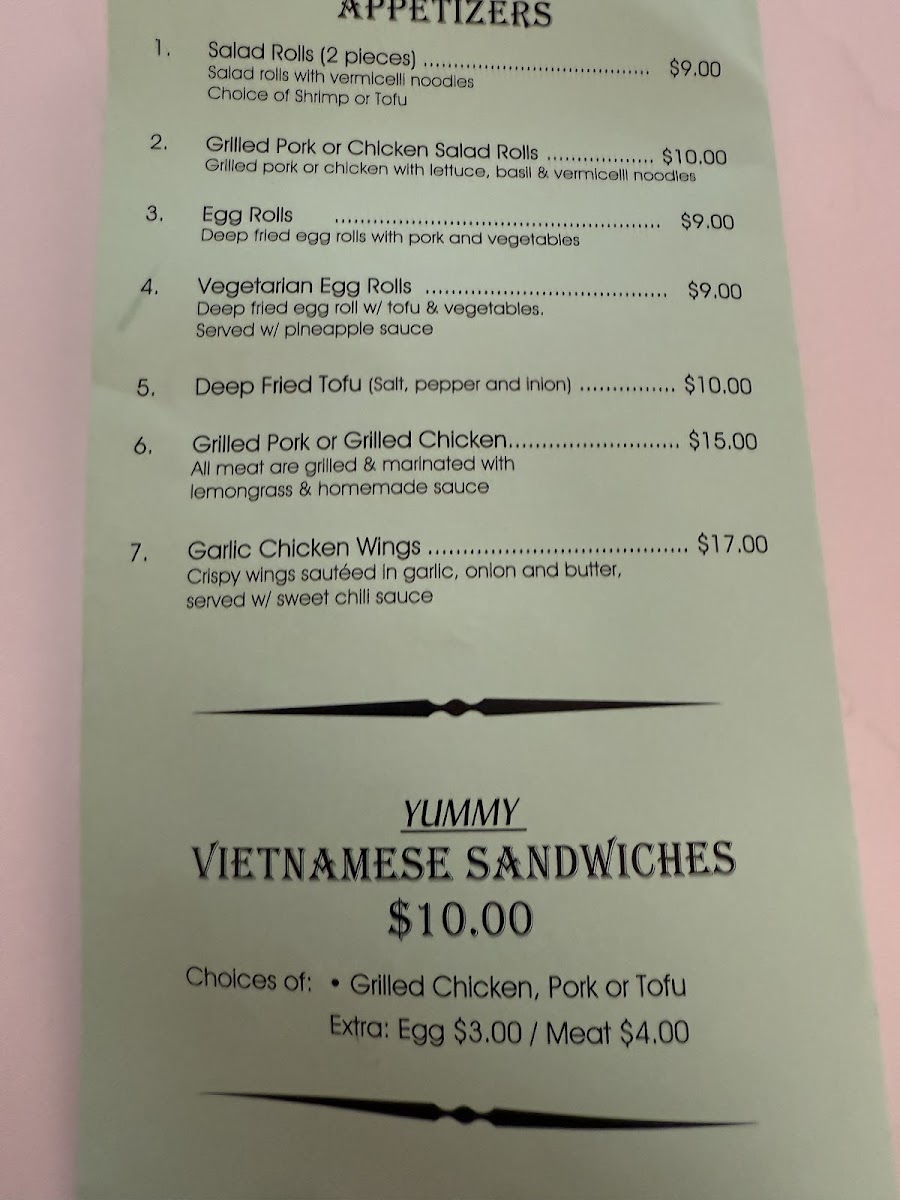 APPETIZERS
1. Salad Rolls (2 pieces) .................................... $9.00
Salad rolls with vermicelli noodles
Choice of Shrimp or Tofu
2. Grilled Pork or Chicken Salad Rolls ................. $10.00
Grilled pork or chicken with lettuce, basil & vermicelli noodles
3. Egg Rolls .................................................... $9.00
Deep fried egg rolls with pork and vegetables
4. Vegetarian Egg Rolls ...................................... $9.00
Deep fried egg roll w/ tofu & vegetables.
Served w/ pineapple sauce
5. Deep Fried Tofu (Salt, pepper and inion) ............... $10.00
6. Grilled Pork or Grilled Chicken........................... $15.00
All meat are grilled & marinated with
lemongrass & homemade sauce
7. Garlic Chicken Wings ....................................... $17.00
Crispy wings sautéed in garlic, onion and butter,
served w/ sweet chili sauce
YUMMY
VIETNAMESE SANDWICHES
$10.00
Choices of: • Grilled Chicken, Pork or Tofu
Extra: Egg $3.00 / Meat $4.00